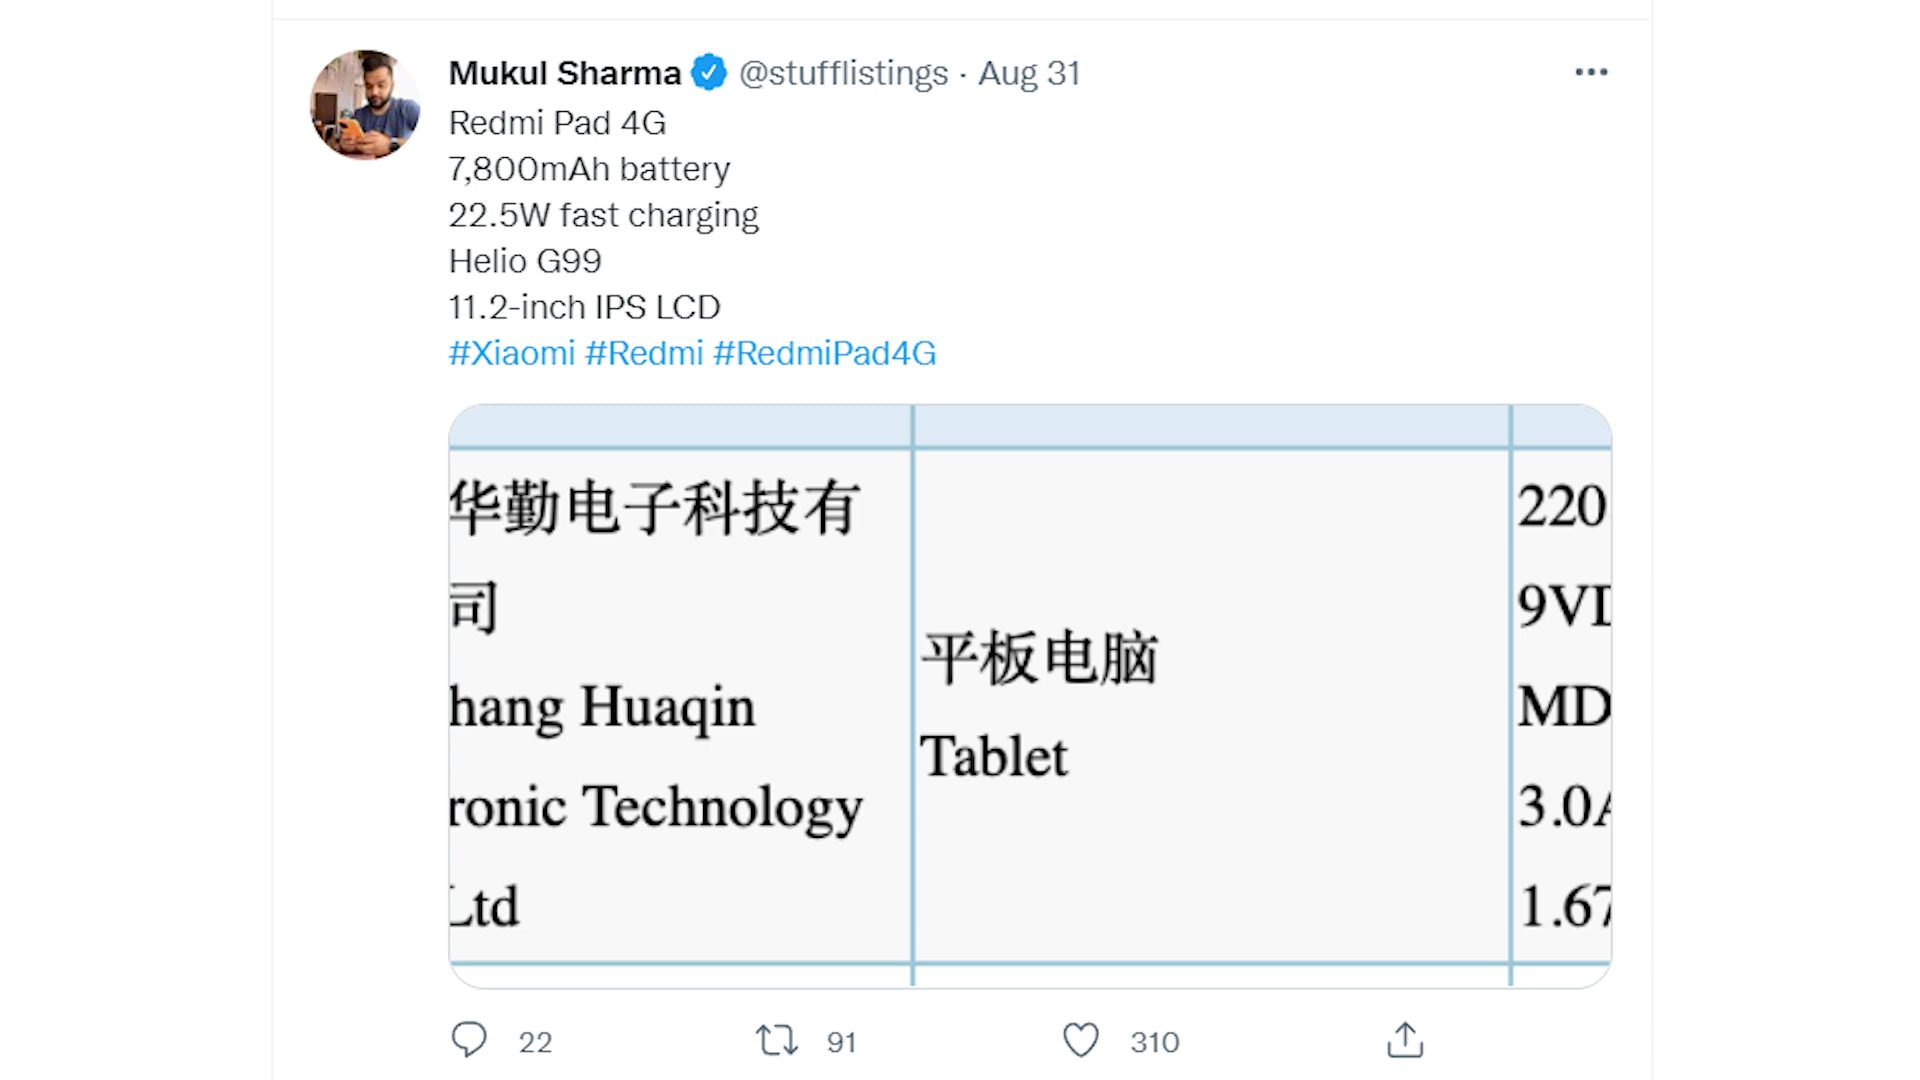 Mukul Sharma @stufflistings · Aug 31
Redmi Pad 4G
7,800mAh battery
22.5W fast charging
Helio G99
11.2-inch IPS LCD
#Xiaomi #Redmi #RedmiPad4G
华勤电子科技有
司
hang Huaqin
ronic Technology
Ltd
平板电脑
Tablet
220
9V
MD
3.0A
1.67
22 91 310